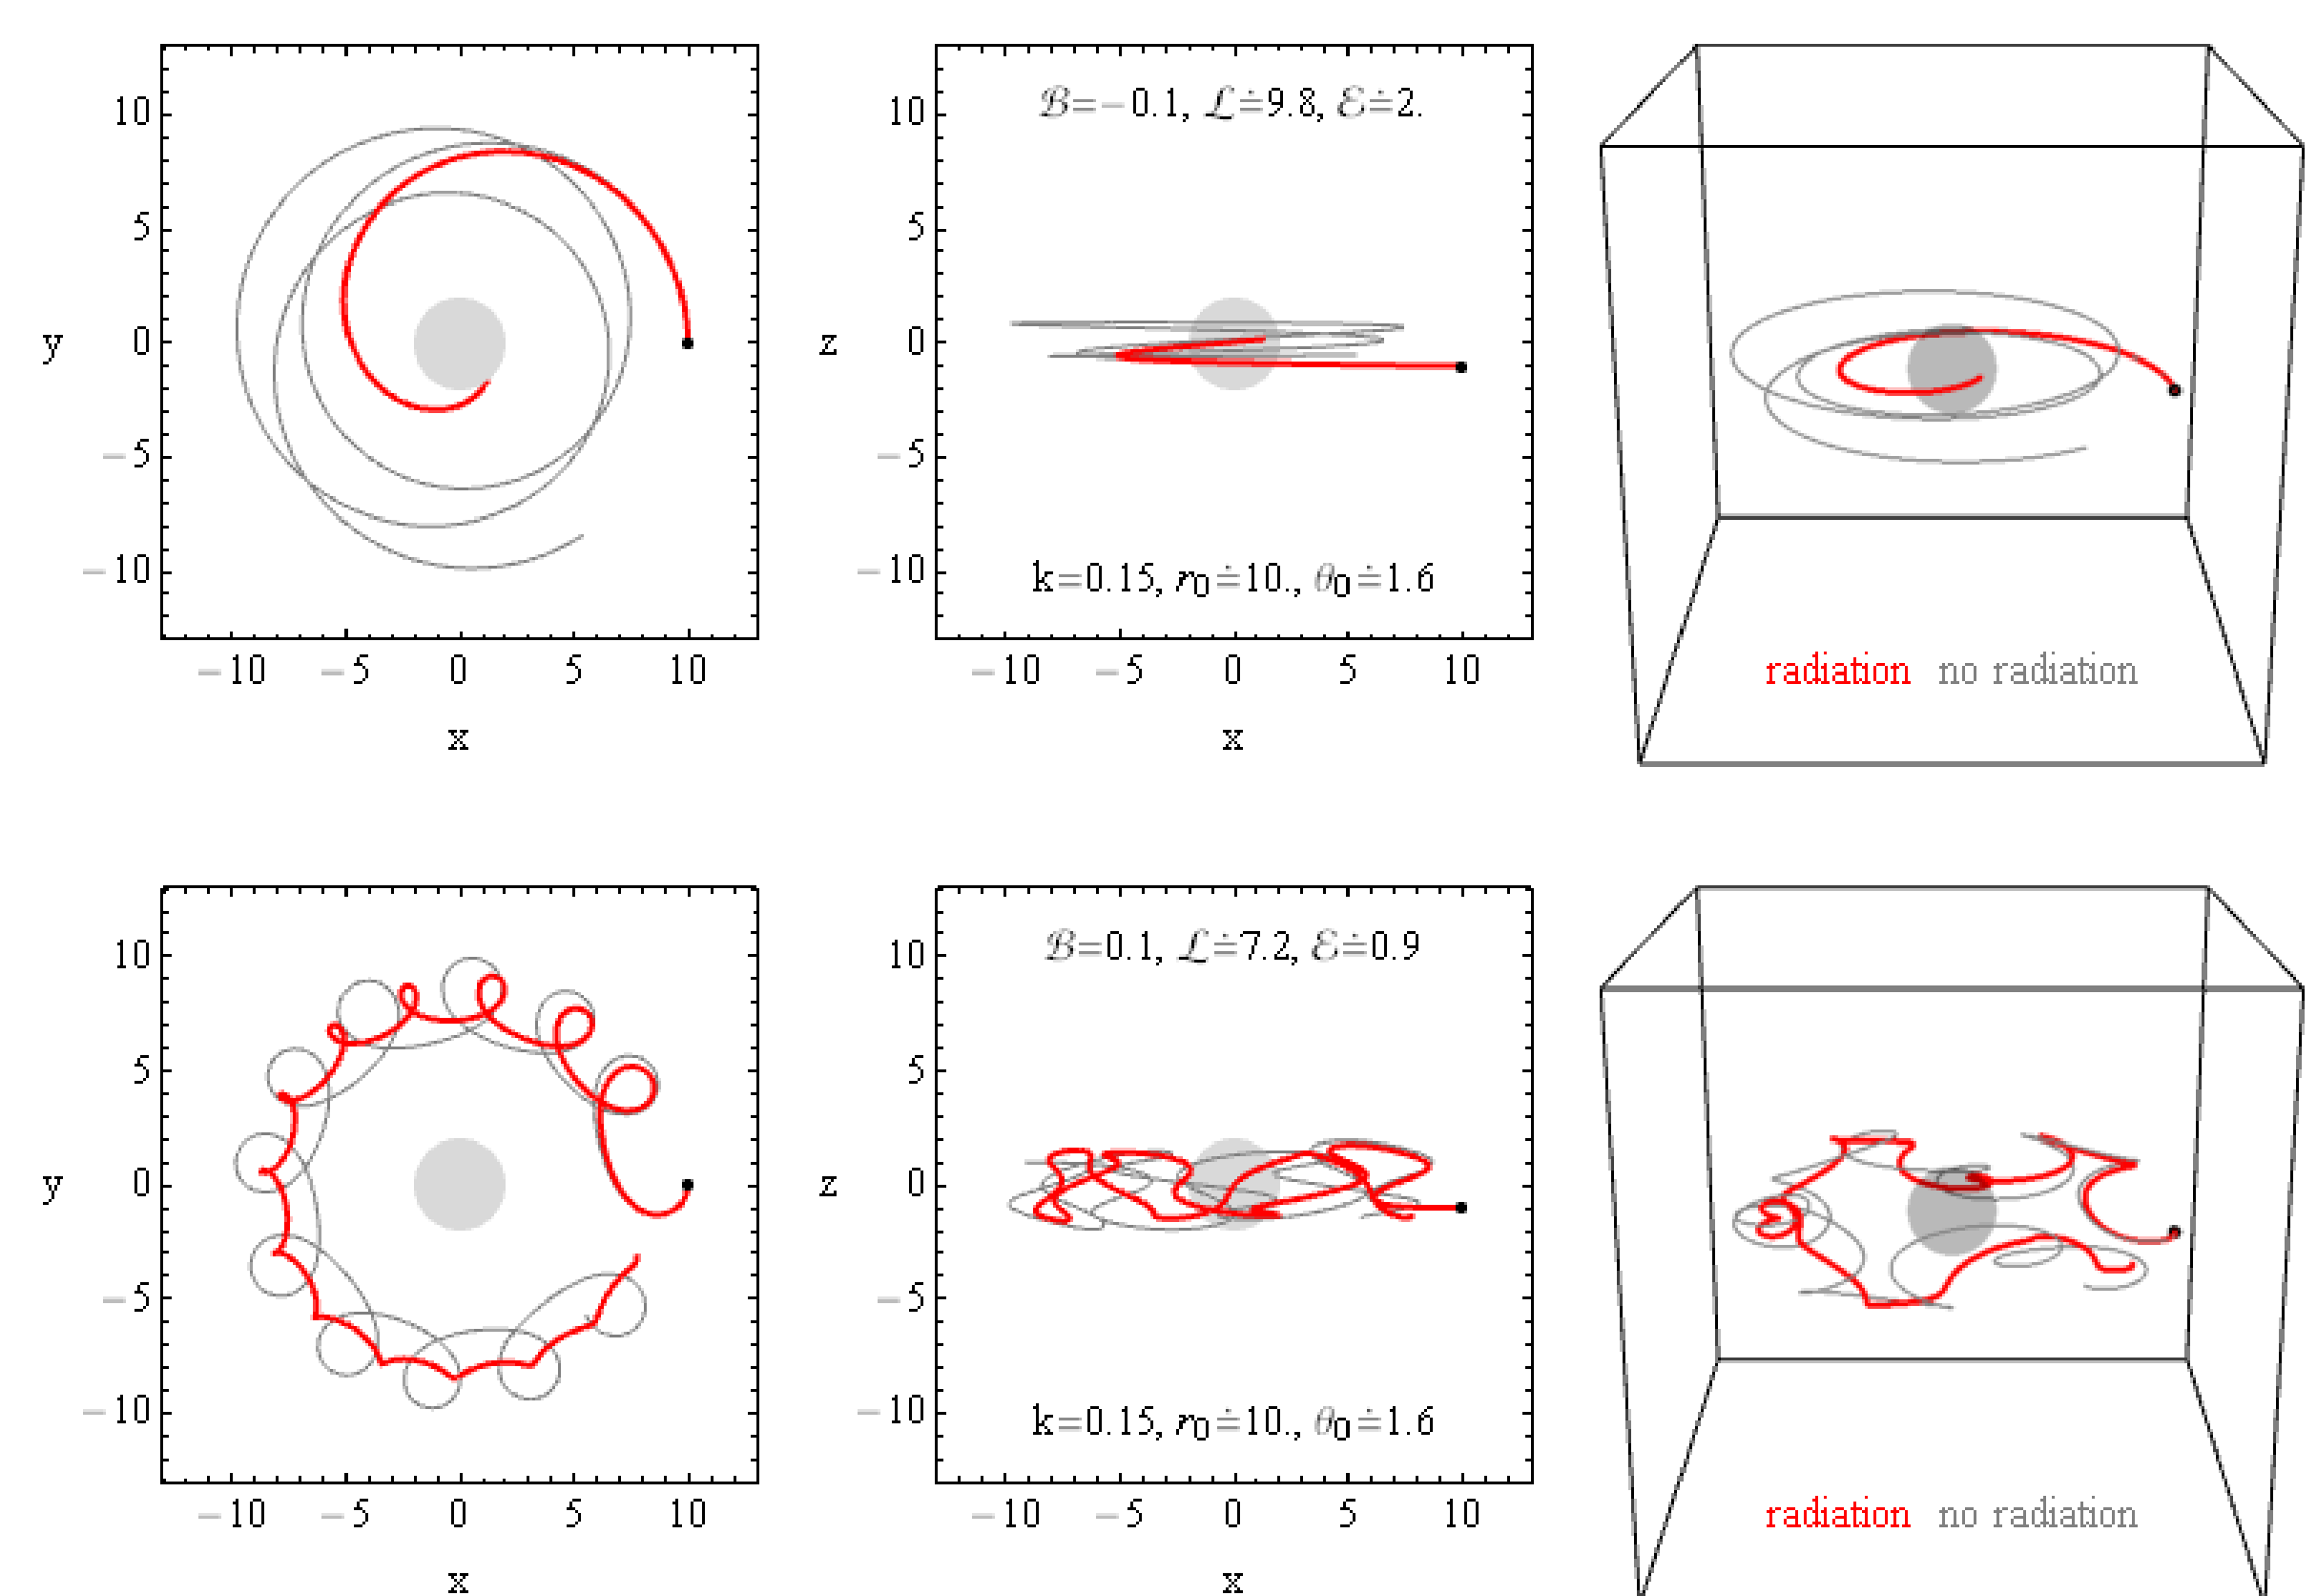 10
5
y 0
−5
−10
−10 −5 0 5 10
x
ℬ=−0.1, ℒ≐9.8, ℰ≐2.
10
5
z 0
−5
−10
k=0.15, r₀≐10., θ₀≐1.6
−10 −5 0 5 10
x
radiation no radiation
10
5
y 0
−5
−10
−10 −5 0 5 10
x
ℬ=0.1, ℒ≐7.2, ℰ≐0.9
10
5
z 0
−5
−10
k=0.15, r₀≐10., θ₀≐1.6
−10 −5 0 5 10
x
radiation no radiation